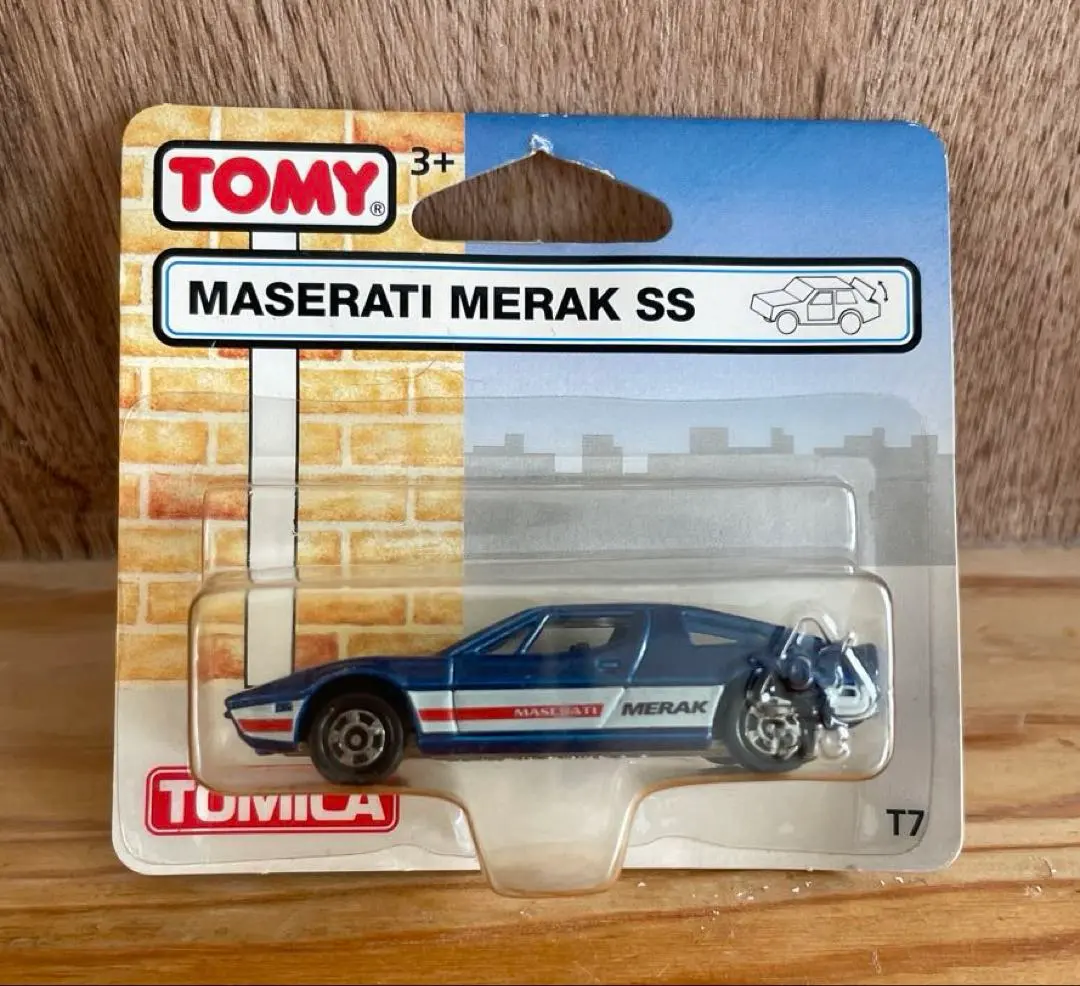 TOMY®
3+
MASERATI MERAK SS
MASERATI MERAK
TOMICA
T7